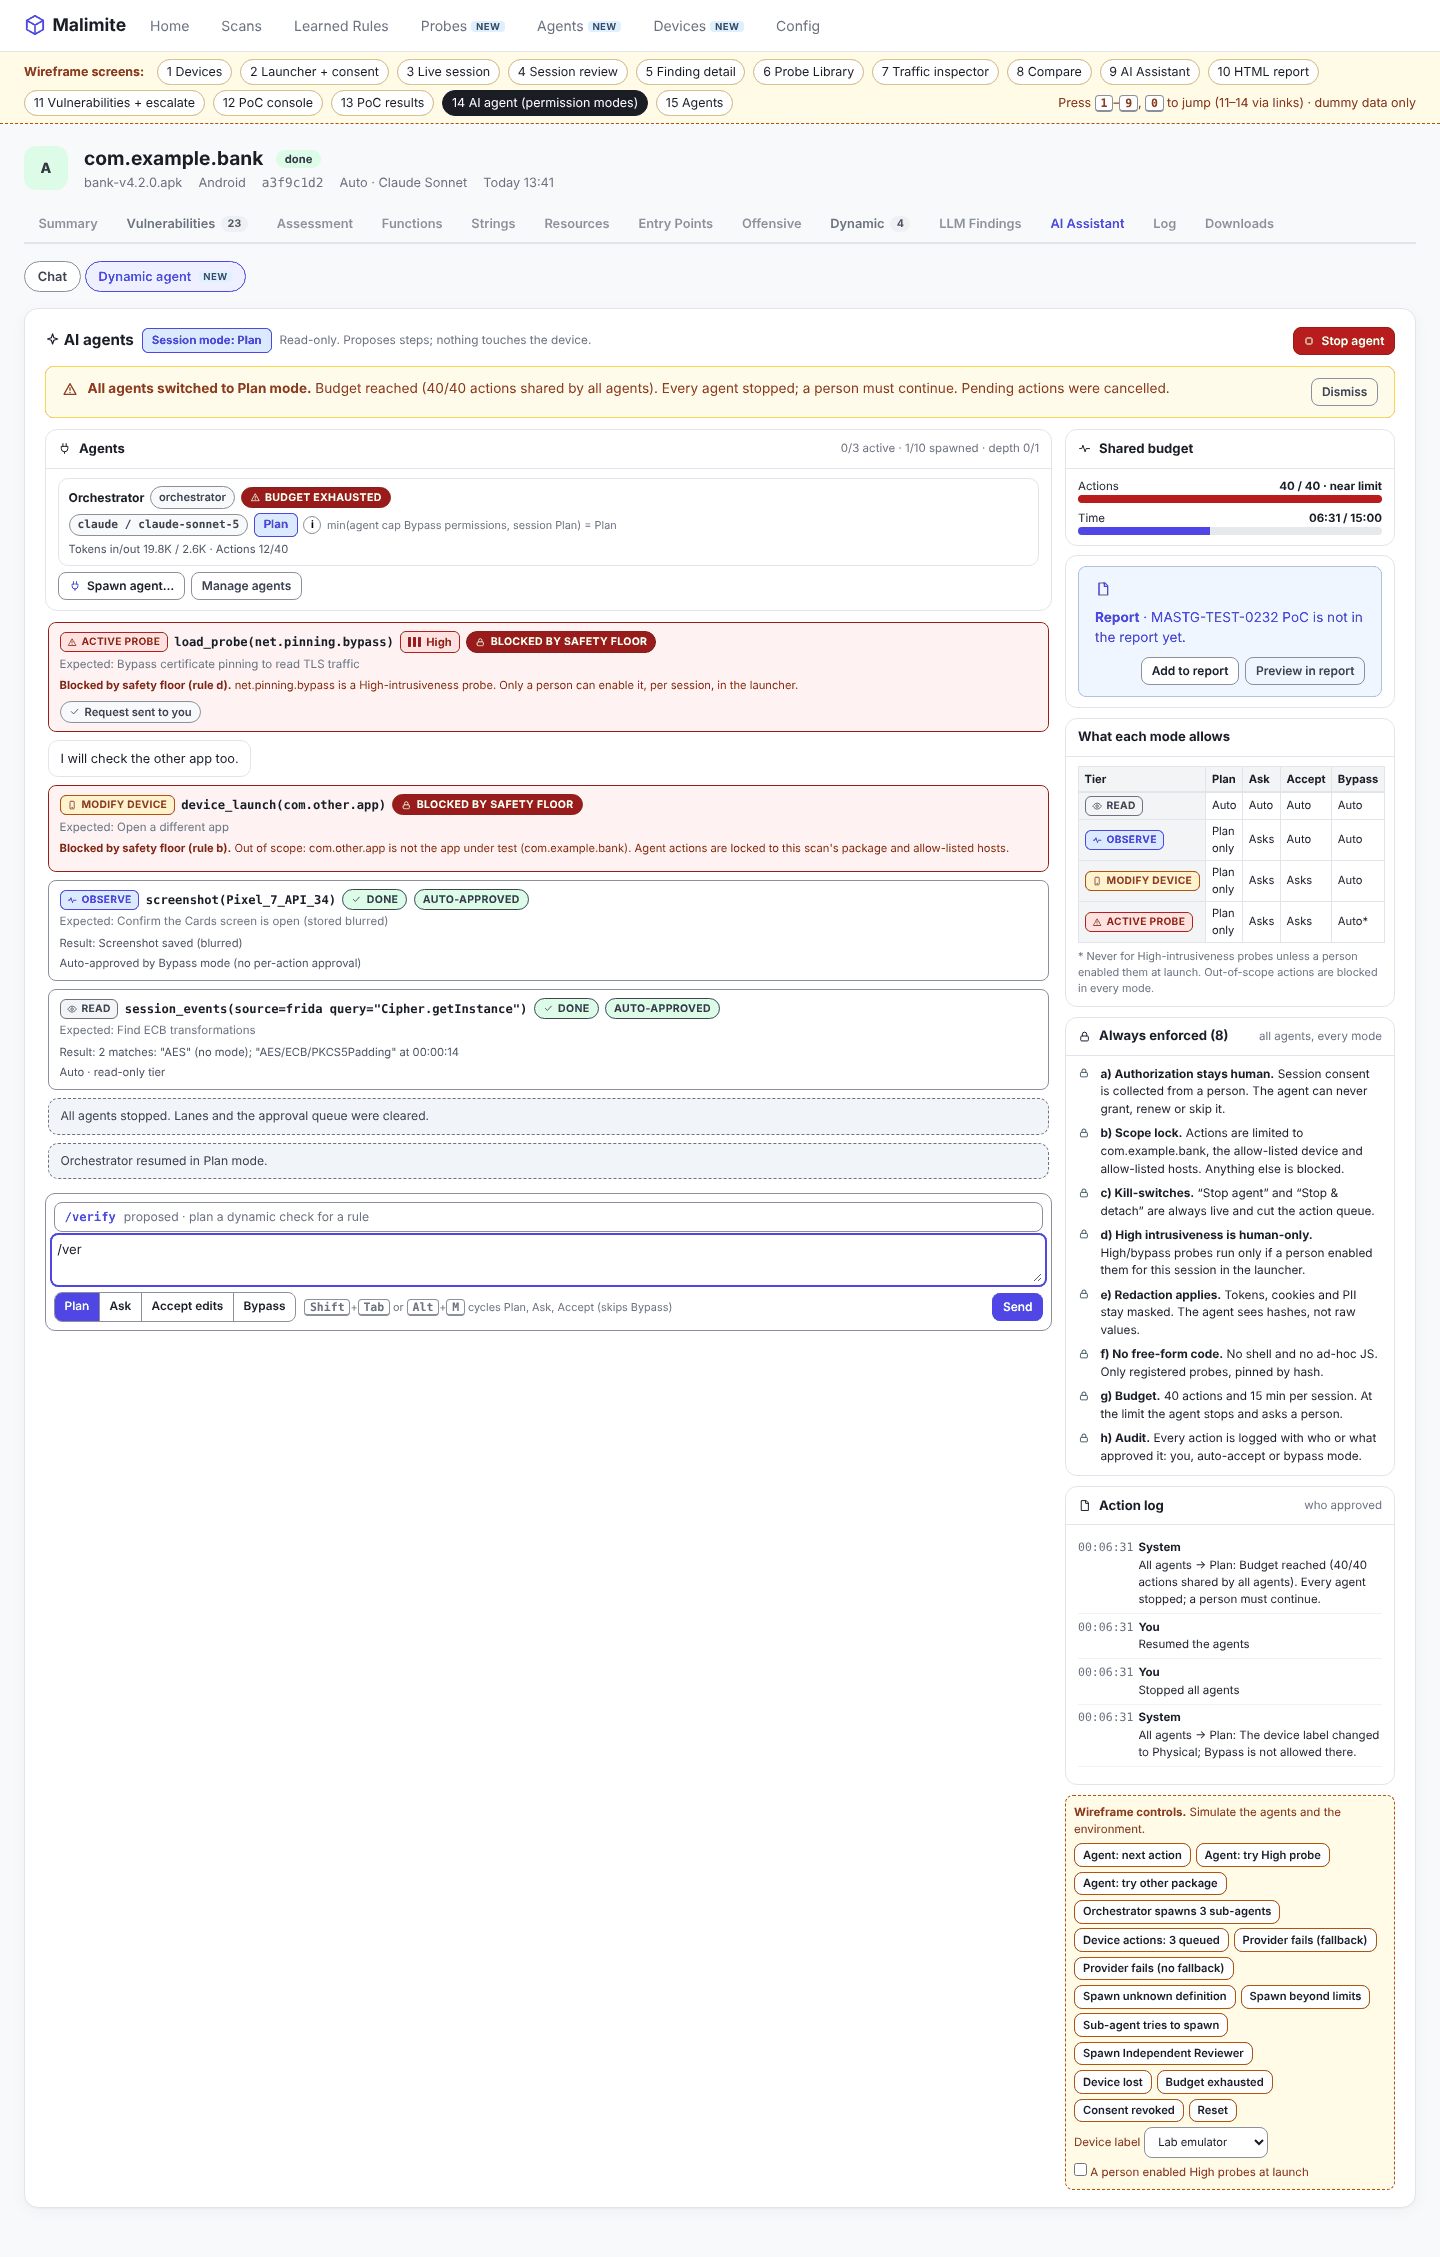 Malimite Home Scans Learned Rules Probes NEW Agents NEW Devices NEW Config
Wireframe screens: 1 Devices 2 Launcher + consent 3 Live session 4 Session review 5 Finding detail 6 Probe Library 7 Traffic inspector 8 Compare 9 AI Assistant 10 HTML report
11 Vulnerabilities + escalate 12 PoC console 13 PoC results 14 AI agent (permission modes) 15 Agents Press 1–9, 0 to jump (11–14 via links) · dummy data only
A
com.example.bank done
bank-v4.2.0.apk Android a3f9c1d2 Auto · Claude Sonnet Today 13:41
Summary Vulnerabilities 23 Assessment Functions Strings Resources Entry Points Offensive Dynamic 4 LLM Findings AI Assistant Log Downloads
Chat Dynamic agent NEW
AI agents Session mode: Plan Read-only. Proposes steps; nothing touches the device. Stop agent
All agents switched to Plan mode. Budget reached (40/40 actions shared by all agents). Every agent stopped; a person must continue. Pending actions were cancelled. Dismiss
Agents 0/3 active · 1/10 spawned · depth 0/1
Orchestrator orchestrator BUDGET EXHAUSTED
claude / claude-sonnet-5 Plan i min(agent cap Bypass permissions, session Plan) = Plan
Tokens in/out 19.8K / 2.6K · Actions 12/40
Spawn agent... Manage agents
ACTIVE PROBE load_probe(net.pinning.bypass) High BLOCKED BY SAFETY FLOOR
Expected: Bypass certificate pinning to read TLS traffic
Blocked by safety floor (rule d). net.pinning.bypass is a High-intrusiveness probe. Only a person can enable it, per session, in the launcher.
Request sent to you
I will check the other app too.
MODIFY DEVICE device_launch(com.other.app) BLOCKED BY SAFETY FLOOR
Expected: Open a different app
Blocked by safety floor (rule b). Out of scope: com.other.app is not the app under test (com.example.bank). Agent actions are locked to this scan's package and allow-listed hosts.
OBSERVE screenshot(Pixel_7_API_34) DONE AUTO-APPROVED
Expected: Confirm the Cards screen is open (stored blurred)
Result: Screenshot saved (blurred)
Auto-approved by Bypass mode (no per-action approval)
READ session_events(source=frida query="Cipher.getInstance") DONE AUTO-APPROVED
Expected: Find ECB transformations
Result: 2 matches: "AES" (no mode); "AES/ECB/PKCS5Padding" at 00:00:14
Auto · read-only tier
All agents stopped. Lanes and the approval queue were cleared.
Orchestrator resumed in Plan mode.
/verify proposed · plan a dynamic check for a rule
/ver
Plan Ask Accept edits Bypass Shift+Tab or Alt+M cycles Plan, Ask, Accept (skips Bypass) Send
Shared budget
Actions 40 / 40 · near limit
Time 06:31 / 15:00
Report · MASTG-TEST-0232 PoC is not in
the report yet.
Add to report Preview in report
What each mode allows
Tier Plan Ask Accept Bypass
READ Auto Auto Auto Auto
OBSERVE Plan only Asks Auto Auto
MODIFY DEVICE Plan only Asks Asks Auto
ACTIVE PROBE Plan only Asks Asks Auto*
* Never for High-intrusiveness probes unless a person
enabled them at launch. Out-of-scope actions are blocked
in every mode.
Always enforced (8) all agents, every mode
a) Authorization stays human. Session consent
is collected from a person. The agent can never
grant, renew or skip it.
b) Scope lock. Actions are limited to
com.example.bank, the allow-listed device and
allow-listed hosts. Anything else is blocked.
c) Kill-switches. “Stop agent” and “Stop &
detach” are always live and cut the action queue.
d) High intrusiveness is human-only.
High/bypass probes run only if a person enabled
them for this session in the launcher.
e) Redaction applies. Tokens, cookies and PII
stay masked. The agent sees hashes, not raw
values.
f) No free-form code. No shell and no ad-hoc JS.
Only registered probes, pinned by hash.
g) Budget. 40 actions and 15 min per session. At
the limit the agent stops and asks a person.
h) Audit. Every action is logged with who or what
approved it: you, auto-accept or bypass mode.
Action log who approved
00:06:31 System
All agents → Plan: Budget reached (40/40
actions shared by all agents). Every agent
stopped; a person must continue.
00:06:31 You
Resumed the agents
00:06:31 You
Stopped all agents
00:06:31 System
All agents → Plan: The device label changed
to Physical; Bypass is not allowed there.
Wireframe controls. Simulate the agents and the
environment.
Agent: next action Agent: try High probe
Agent: try other package
Orchestrator spawns 3 sub-agents
Device actions: 3 queued Provider fails (fallback)
Provider fails (no fallback)
Spawn unknown definition Spawn beyond limits
Sub-agent tries to spawn
Spawn Independent Reviewer
Device lost Budget exhausted
Consent revoked Reset
Device label Lab emulator
A person enabled High probes at launch